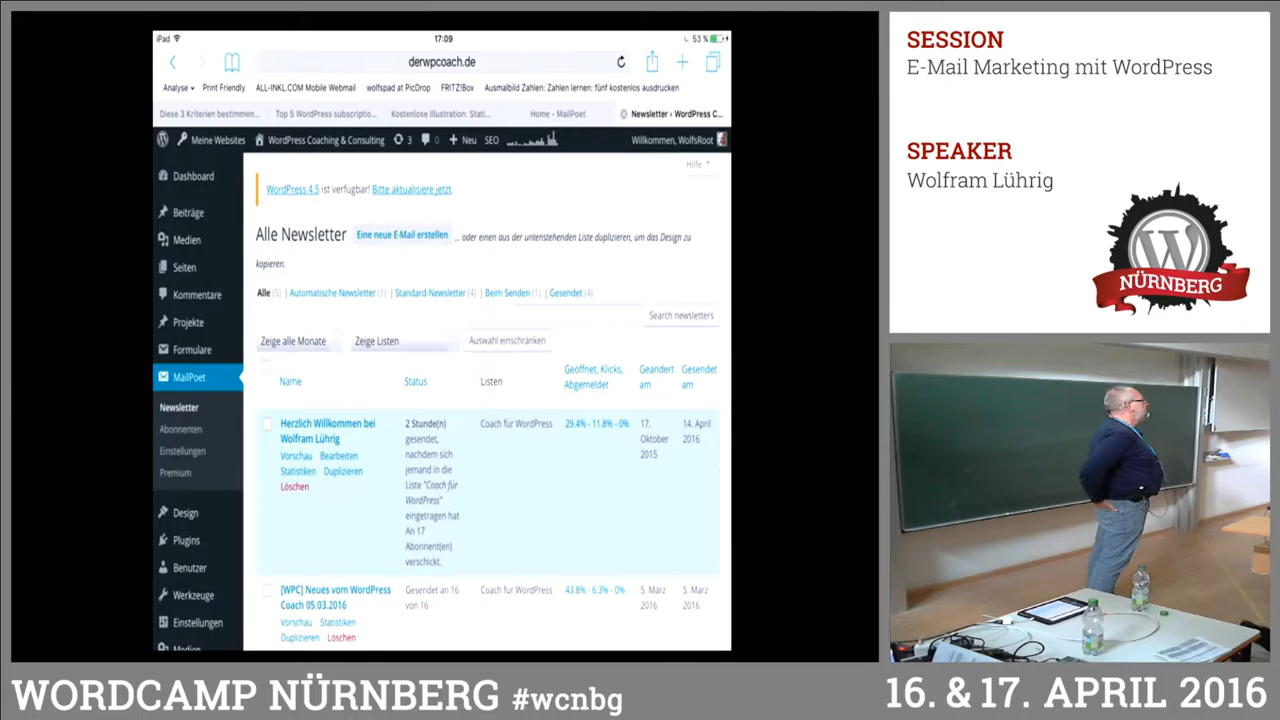 iPad
17:09
53 %
derwpcoach.de
Analyse
Print Friendly
ALL-INKL.COM Mobile Webmail
wolfspad at PicDrop
FRITZ!Box
Ausmalbild Zahlen: Zahlen lernen: fünf kostenlos ausdrucken
Diese 3 Kriterien bestimmen...
Top 5 WordPress subscriptio...
Kostenlose Illustration: Stati...
Home - MailPoet
Newsletter ‹ WordPress C...
Meine Websites
WordPress Coaching & Consulting
3
0
Neu
SEO
Willkommen, WolfsRoot
Hilfe
Dashboard
Beiträge
Medien
Seiten
Kommentare
Projekte
Formulare
MailPoet
Newsletter
Abonnenten
Einstellungen
Premium
Design
Plugins
Benutzer
Werkzeuge
Einstellungen
Medien
WordPress 4.5 ist verfügbar! Bitte aktualisiere jetzt.
Alle Newsletter Eine neue E-Mail erstellen ... oder einen aus der untenstehenden Liste duplizieren, um das Design zu
kopieren.
Alle (5) | Automatische Newsletter (1) | Standard-Newsletter (4) | Beim Senden (1) | Gesendet (4)
Search newsletters
Zeige alle Monate
Zeige Listen
Auswahl einschränken
Name
Status
Listen
Geöffnet, Klicks,
Abgemeldet
Geändert
am
Gesendet
am
Herzlich Willkommen bei
Wolfram Lührig
Vorschau Bearbeiten
Statistiken Duplizieren
Löschen
2 Stunde(n)
gesendet,
nachdem sich
jemand in die
Liste "Coach für
WordPress"
eingetragen hat
An 17
Abonnent(en)
verschickt.
Coach für WordPress
29.4% - 11.8% - 0%
17.
Oktober
2015
14. April
2016
[WPC] Neues vom WordPress
Coach 05.03.2016
Vorschau Statistiken
Duplizieren Löschen
Gesendet an 16
von 16
Coach für WordPress
43.8% - 6.3% - 0%
5. März
2016
5. März
2016
SESSION
E-Mail Marketing mit WordPress
SPEAKER
Wolfram Lührig
NÜRNBERG
WORDCAMP NÜRNBERG #wcnbg
16. & 17. APRIL 2016